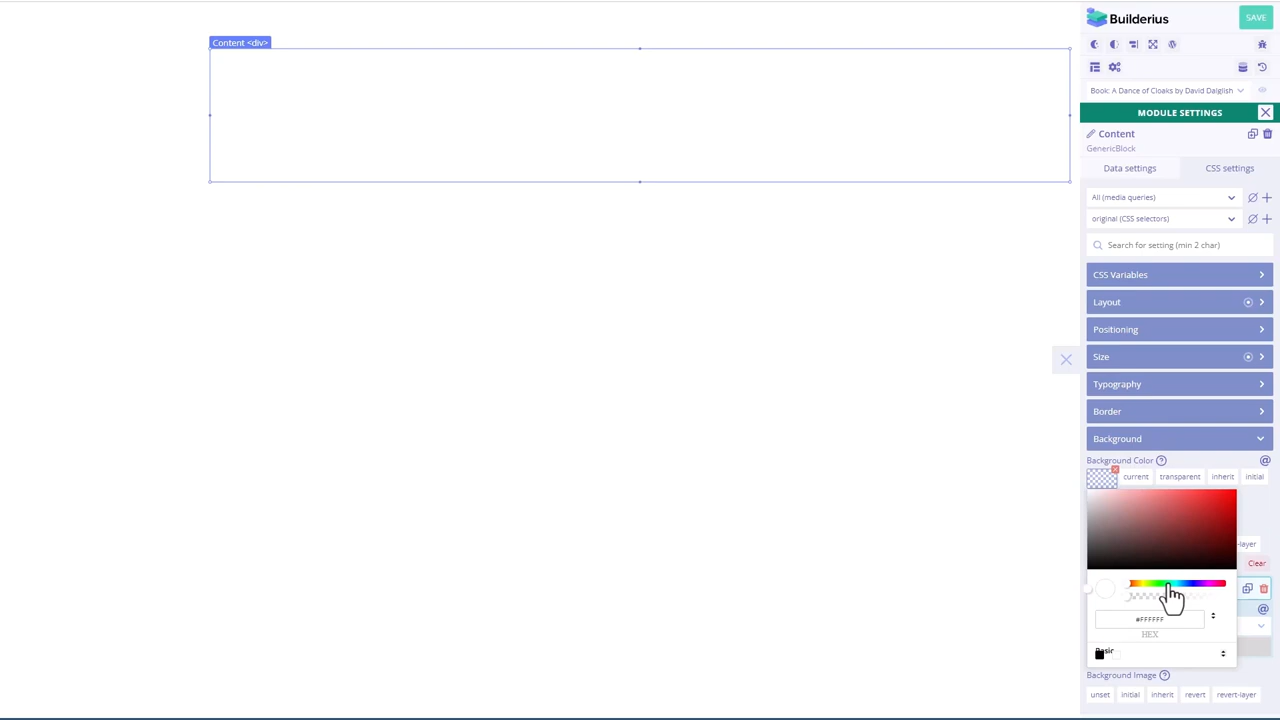 Builderius
SAVE
Content <div>
Book: A Dance of Cloaks by David Dalglish
MODULE SETTINGS
Content
GenericBlock
Data settings
CSS settings
All (media queries)
original (CSS selectors)
Search for setting (min 2 char)
CSS Variables
Layout
Positioning
Size
Typography
Border
Background
Background Color
current
transparent
inherit
initial
-layer
Clear
#FFFFFF
HEX
Basic
Background Image
unset
initial
inherit
revert
revert-layer